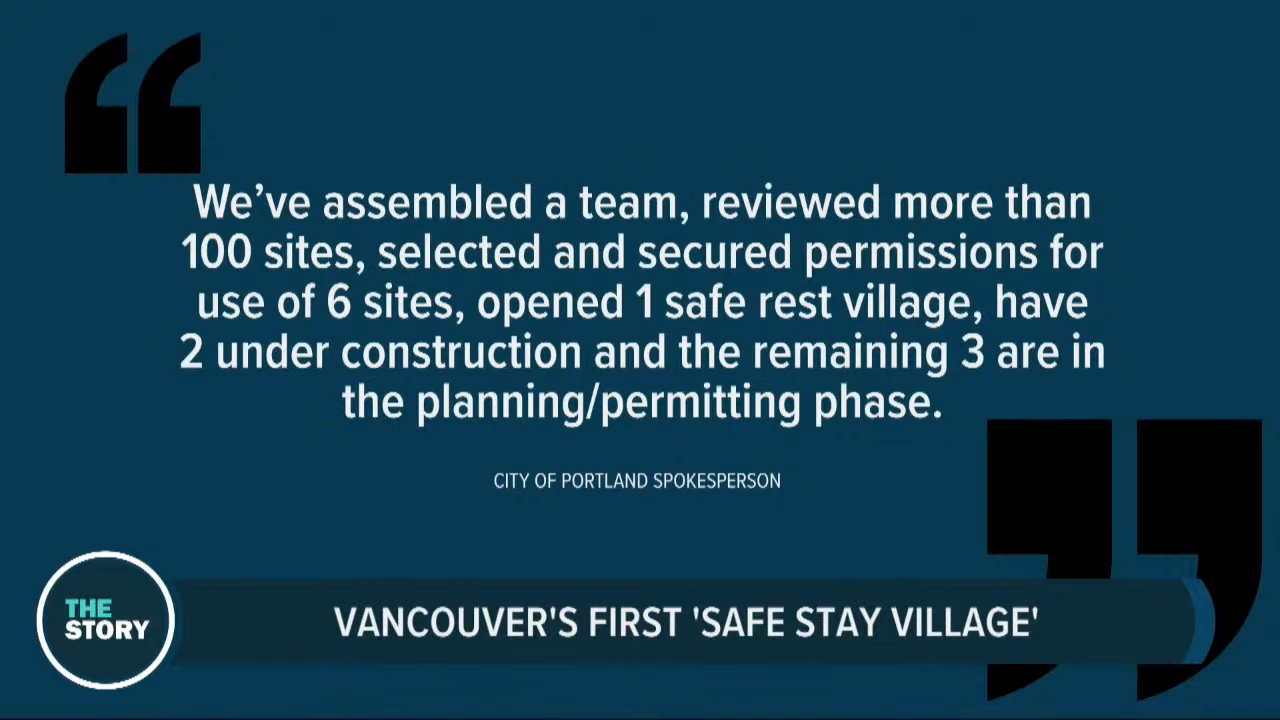 We’ve assembled a team, reviewed more than
100 sites, selected and secured permissions for
use of 6 sites, opened 1 safe rest village, have
2 under construction and the remaining 3 are in
the planning/permitting phase.
CITY OF PORTLAND SPOKESPERSON
THE
STORY
VANCOUVER'S FIRST 'SAFE STAY VILLAGE'